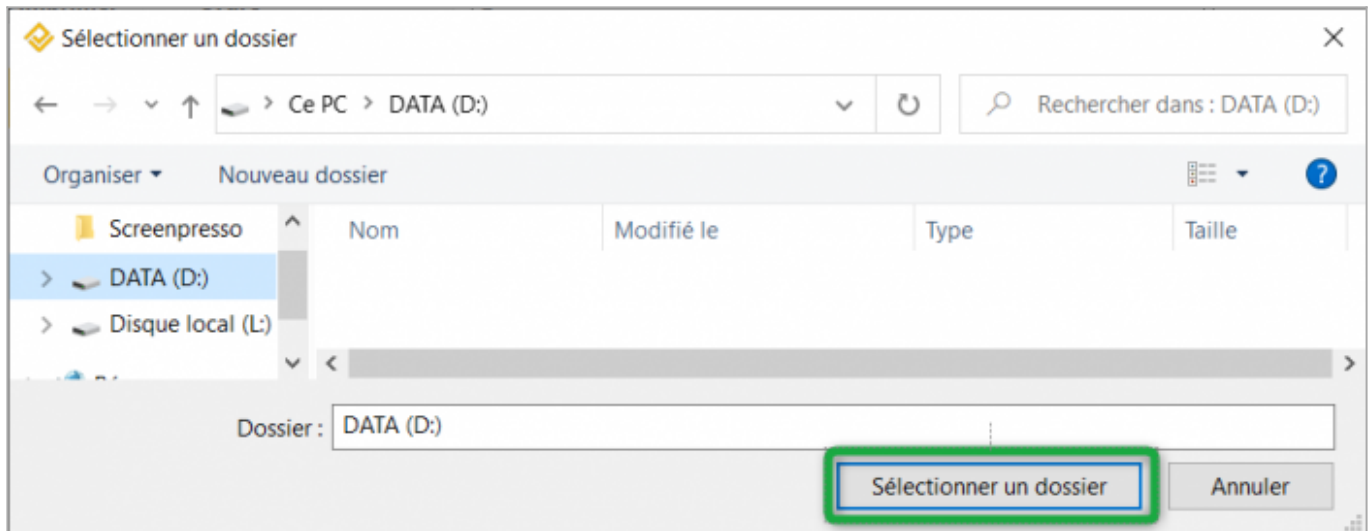 Sélectionner un dossier
Ce PC > DATA (D:)
Rechercher dans : DATA (D:)
Organiser
Nouveau dossier
?
Screenpresso
Nom
Modifié le
Type
Taille
DATA (D:)
Disque local (L:)
Dossier :
DATA (D:)
Sélectionner un dossier
Annuler